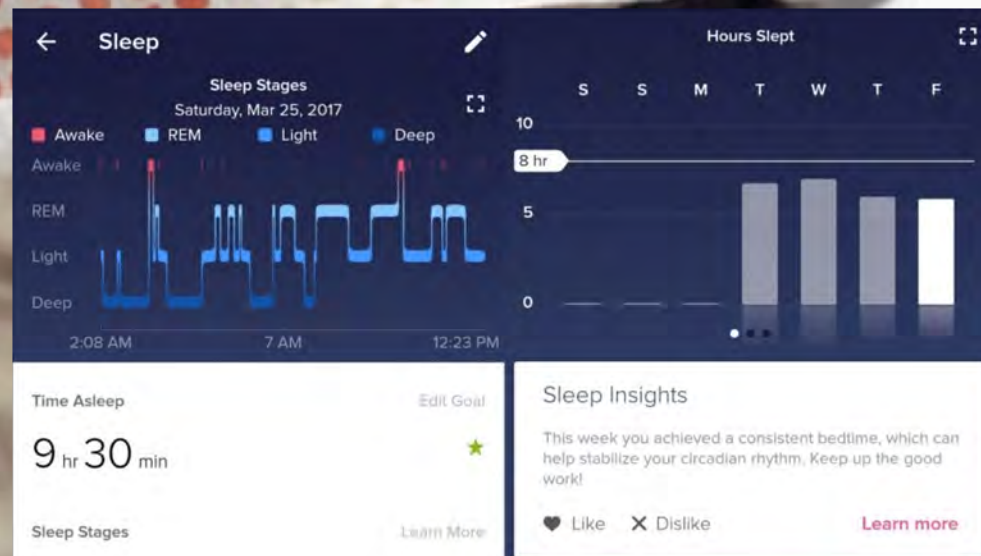 Sleep
Sleep Stages
Saturday, Mar 25, 2017
Awake REM Light Deep
Awake
REM
Light
Deep
2:08 AM 7 AM 12:23 PM
Time Asleep Edit Goal
9 hr 30 min
Sleep Stages Learn More
Hours Slept
S S M T W T F
10
8 hr
5
0
Sleep Insights
This week you achieved a consistent bedtime, which can
help stabilize your circadian rhythm. Keep up the good
work!
Like Dislike Learn more